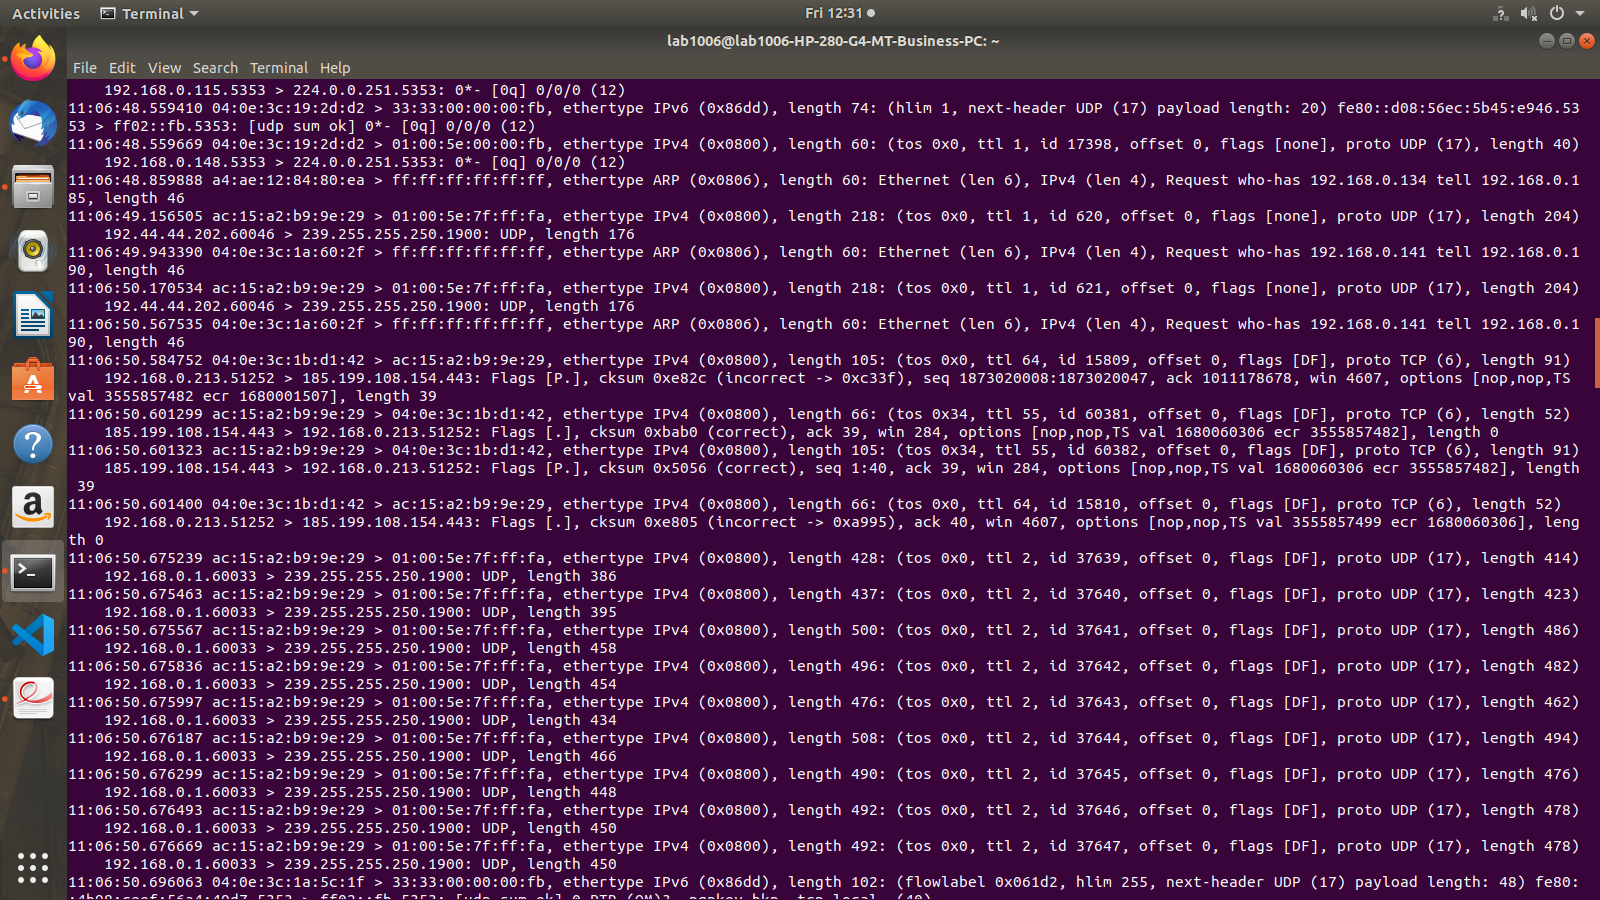 Activities
Terminal
Fri 12:31
lab1006@lab1006-HP-280-G4-MT-Business-PC: ~
File Edit View Search Terminal Help
192.168.0.115.5353 > 224.0.0.251.5353: 0*- [0q] 0/0/0 (12)
11:06:48.559410 04:0e:3c:19:2d:d2 > 33:33:00:00:00:fb, ethertype IPv6 (0x86dd), length 74: (hlim 1, next-header UDP (17) payload length: 20) fe80::d08:56ec:5b45:e946.53
53 > ff02::fb.5353: [udp sum ok] 0*- [0q] 0/0/0 (12)
11:06:48.559669 04:0e:3c:19:2d:d2 > 01:00:5e:00:00:fb, ethertype IPv4 (0x0800), length 60: (tos 0x0, ttl 1, id 17398, offset 0, flags [none], proto UDP (17), length 40)
192.168.0.148.5353 > 224.0.0.251.5353: 0*- [0q] 0/0/0 (12)
11:06:48.859888 a4:ae:12:84:80:ea > ff:ff:ff:ff:ff:ff, ethertype ARP (0x0806), length 60: Ethernet (len 6), IPv4 (len 4), Request who-has 192.168.0.134 tell 192.168.0.1
85, length 46
11:06:49.156505 ac:15:a2:b9:9e:29 > 01:00:5e:7f:ff:fa, ethertype IPv4 (0x0800), length 218: (tos 0x0, ttl 1, id 620, offset 0, flags [none], proto UDP (17), length 204)
192.44.44.202.60046 > 239.255.255.250.1900: UDP, length 176
11:06:49.943390 04:0e:3c:1a:60:2f > ff:ff:ff:ff:ff:ff, ethertype ARP (0x0806), length 60: Ethernet (len 6), IPv4 (len 4), Request who-has 192.168.0.141 tell 192.168.0.1
90, length 46
11:06:50.170534 ac:15:a2:b9:9e:29 > 01:00:5e:7f:ff:fa, ethertype IPv4 (0x0800), length 218: (tos 0x0, ttl 1, id 621, offset 0, flags [none], proto UDP (17), length 204)
192.44.44.202.60046 > 239.255.255.250.1900: UDP, length 176
11:06:50.567535 04:0e:3c:1a:60:2f > ff:ff:ff:ff:ff:ff, ethertype ARP (0x0806), length 60: Ethernet (len 6), IPv4 (len 4), Request who-has 192.168.0.141 tell 192.168.0.1
90, length 46
11:06:50.584752 04:0e:3c:1b:d1:42 > ac:15:a2:b9:9e:29, ethertype IPv4 (0x0800), length 105: (tos 0x0, ttl 64, id 15809, offset 0, flags [DF], proto TCP (6), length 91)
192.168.0.213.51252 > 185.199.108.154.443: Flags [P.], cksum 0xe82c (incorrect -> 0xc33f), seq 1873020008:1873020047, ack 1011178678, win 4607, options [nop,nop,TS
val 3555857482 ecr 1680001507], length 39
11:06:50.601299 ac:15:a2:b9:9e:29 > 04:0e:3c:1b:d1:42, ethertype IPv4 (0x0800), length 66: (tos 0x34, ttl 55, id 60381, offset 0, flags [DF], proto TCP (6), length 52)
185.199.108.154.443 > 192.168.0.213.51252: Flags [.], cksum 0xbab0 (correct), ack 39, win 284, options [nop,nop,TS val 1680060306 ecr 3555857482], length 0
11:06:50.601323 ac:15:a2:b9:9e:29 > 04:0e:3c:1b:d1:42, ethertype IPv4 (0x0800), length 105: (tos 0x34, ttl 55, id 60382, offset 0, flags [DF], proto TCP (6), length 91)
185.199.108.154.443 > 192.168.0.213.51252: Flags [P.], cksum 0x5056 (correct), seq 1:40, ack 39, win 284, options [nop,nop,TS val 1680060306 ecr 3555857482], length
39
11:06:50.601400 04:0e:3c:1b:d1:42 > ac:15:a2:b9:9e:29, ethertype IPv4 (0x0800), length 66: (tos 0x0, ttl 64, id 15810, offset 0, flags [DF], proto TCP (6), length 52)
192.168.0.213.51252 > 185.199.108.154.443: Flags [.], cksum 0xe805 (incorrect -> 0xa995), ack 40, win 4607, options [nop,nop,TS val 3555857499 ecr 1680060306], leng
th 0
11:06:50.675239 ac:15:a2:b9:9e:29 > 01:00:5e:7f:ff:fa, ethertype IPv4 (0x0800), length 428: (tos 0x0, ttl 2, id 37639, offset 0, flags [DF], proto UDP (17), length 414)
192.168.0.1.60033 > 239.255.255.250.1900: UDP, length 386
11:06:50.675463 ac:15:a2:b9:9e:29 > 01:00:5e:7f:ff:fa, ethertype IPv4 (0x0800), length 437: (tos 0x0, ttl 2, id 37640, offset 0, flags [DF], proto UDP (17), length 423)
192.168.0.1.60033 > 239.255.255.250.1900: UDP, length 395
11:06:50.675567 ac:15:a2:b9:9e:29 > 01:00:5e:7f:ff:fa, ethertype IPv4 (0x0800), length 500: (tos 0x0, ttl 2, id 37641, offset 0, flags [DF], proto UDP (17), length 486)
192.168.0.1.60033 > 239.255.255.250.1900: UDP, length 458
11:06:50.675836 ac:15:a2:b9:9e:29 > 01:00:5e:7f:ff:fa, ethertype IPv4 (0x0800), length 496: (tos 0x0, ttl 2, id 37642, offset 0, flags [DF], proto UDP (17), length 482)
192.168.0.1.60033 > 239.255.255.250.1900: UDP, length 454
11:06:50.675997 ac:15:a2:b9:9e:29 > 01:00:5e:7f:ff:fa, ethertype IPv4 (0x0800), length 476: (tos 0x0, ttl 2, id 37643, offset 0, flags [DF], proto UDP (17), length 462)
192.168.0.1.60033 > 239.255.255.250.1900: UDP, length 434
11:06:50.676187 ac:15:a2:b9:9e:29 > 01:00:5e:7f:ff:fa, ethertype IPv4 (0x0800), length 508: (tos 0x0, ttl 2, id 37644, offset 0, flags [DF], proto UDP (17), length 494)
192.168.0.1.60033 > 239.255.255.250.1900: UDP, length 466
11:06:50.676299 ac:15:a2:b9:9e:29 > 01:00:5e:7f:ff:fa, ethertype IPv4 (0x0800), length 490: (tos 0x0, ttl 2, id 37645, offset 0, flags [DF], proto UDP (17), length 476)
192.168.0.1.60033 > 239.255.255.250.1900: UDP, length 448
11:06:50.676493 ac:15:a2:b9:9e:29 > 01:00:5e:7f:ff:fa, ethertype IPv4 (0x0800), length 492: (tos 0x0, ttl 2, id 37646, offset 0, flags [DF], proto UDP (17), length 478)
192.168.0.1.60033 > 239.255.255.250.1900: UDP, length 450
11:06:50.676669 ac:15:a2:b9:9e:29 > 01:00:5e:7f:ff:fa, ethertype IPv4 (0x0800), length 492: (tos 0x0, ttl 2, id 37647, offset 0, flags [DF], proto UDP (17), length 478)
192.168.0.1.60033 > 239.255.255.250.1900: UDP, length 450
11:06:50.696063 04:0e:3c:1a:5c:1f > 33:33:00:00:00:fb, ethertype IPv6 (0x86dd), length 102: (flowlabel 0x061d2, hlim 255, next-header UDP (17) payload length: 48) fe80: